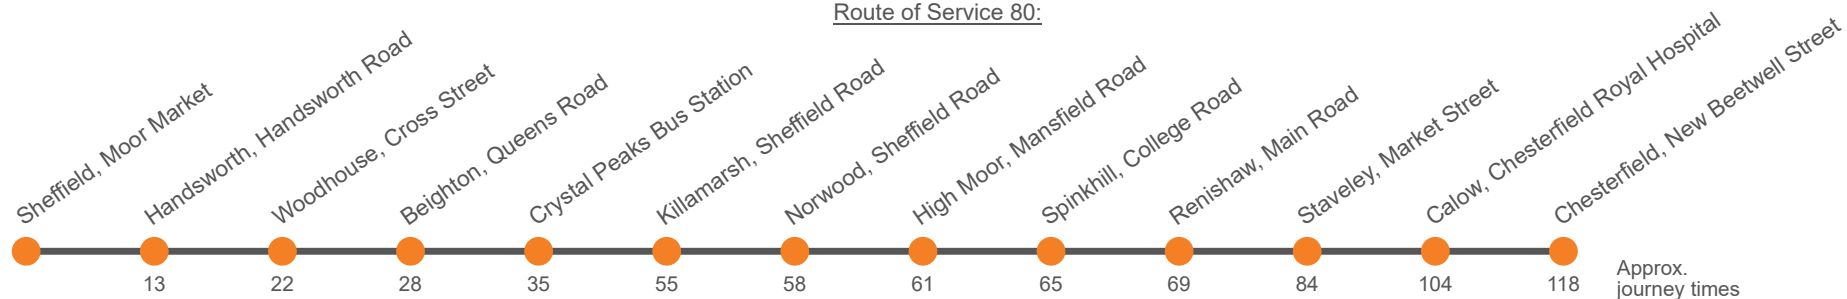 Route of Service 80:
Sheffield, Moor Market
Handsworth, Handsworth Road
Woodhouse, Cross Street
Beighton, Queens Road
Crystal Peaks Bus Station
Killamarsh, Sheffield Road
Norwood, Sheffield Road
High Moor, Mansfield Road
Spinkhill, College Road
Renishaw, Main Road
Staveley, Market Street
Calow, Chesterfield Royal Hospital
Chesterfield, New Beetwell Street
13 22 28 35 55 58 61 65 69 84 104 118
Approx.
journey times